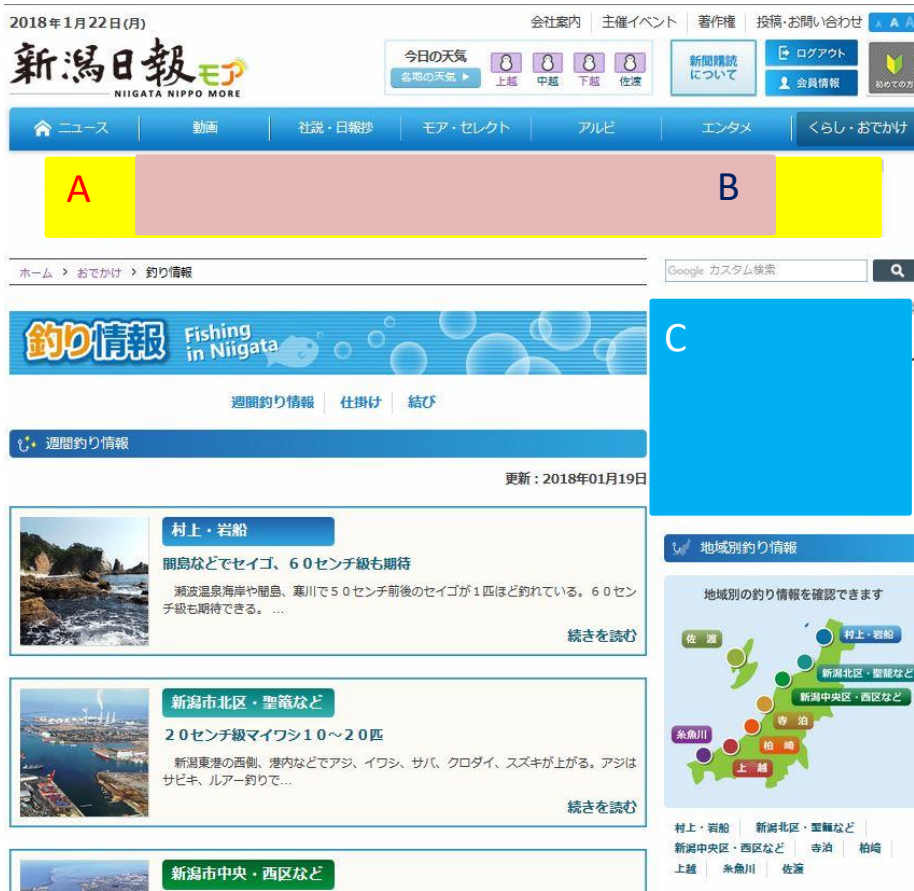 2018年1月22日(月)
会社案内 主催イベント 著作権 投稿・お問い合わせ A A A
新潟日報モア
NIIGATA NIPPO MORE
今日の天気
各地の天気 ▶
上越 中越 下越 佐渡
新聞購読
について
ログアウト
会員情報
初めての方
ニュース 動画 社説・日報抄 モア・セレクト アルビ エンタメ くらし・おでかけ
A B
ホーム > おでかけ > 釣り情報
Google カスタム検索
釣り情報 Fishing
in Niigata
C
週間釣り情報 仕掛け 結び
週間釣り情報
更新：2018年01月19日
村上・岩船
間島などでセイゴ、６０センチ級も期待
瀬波温泉海岸や間島、寒川で５０センチ前後のセイゴが１匹ほど釣れている。６０セン
チ級も期待できる。 …
続きを読む
新潟市北区・聖籠など
２０センチ級マイワシ１０～２０匹
新潟東港の西側、港内などでアジ、イワシ、サバ、クロダイ、スズキが上がる。アジは
サビキ、ルアー釣りで…
続きを読む
新潟市中央・西区など
地域別釣り情報
地域別の釣り情報を確認できます
佐渡
村上・岩船
新潟北区・聖籠など
新潟中央区・西区など
寺泊
糸魚川
柏崎
上越
村上・岩船 新潟北区・聖籠など
新潟中央区・西区など 寺泊 柏崎
上越 糸魚川 佐渡